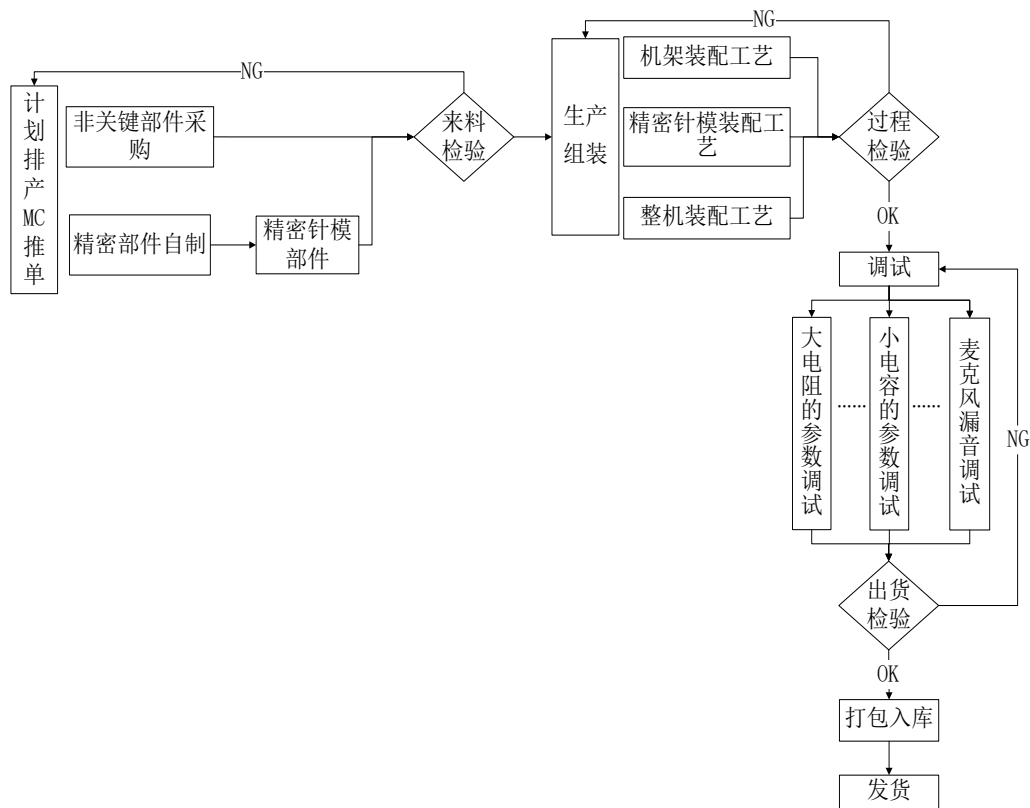 NG
计
划
排
产
MC
推
单
非关键部件采
购
精密部件自制
精密针模
部件
来料
检验
NG
生产
组装
机架装配工艺
精密针模装配工
艺
整机装配工艺
过程
检验
OK
调试
大电阻的参数调试
……
小电容的参数调试
……
麦克风漏音调试
NG
出货
检验
OK
打包入库
发货